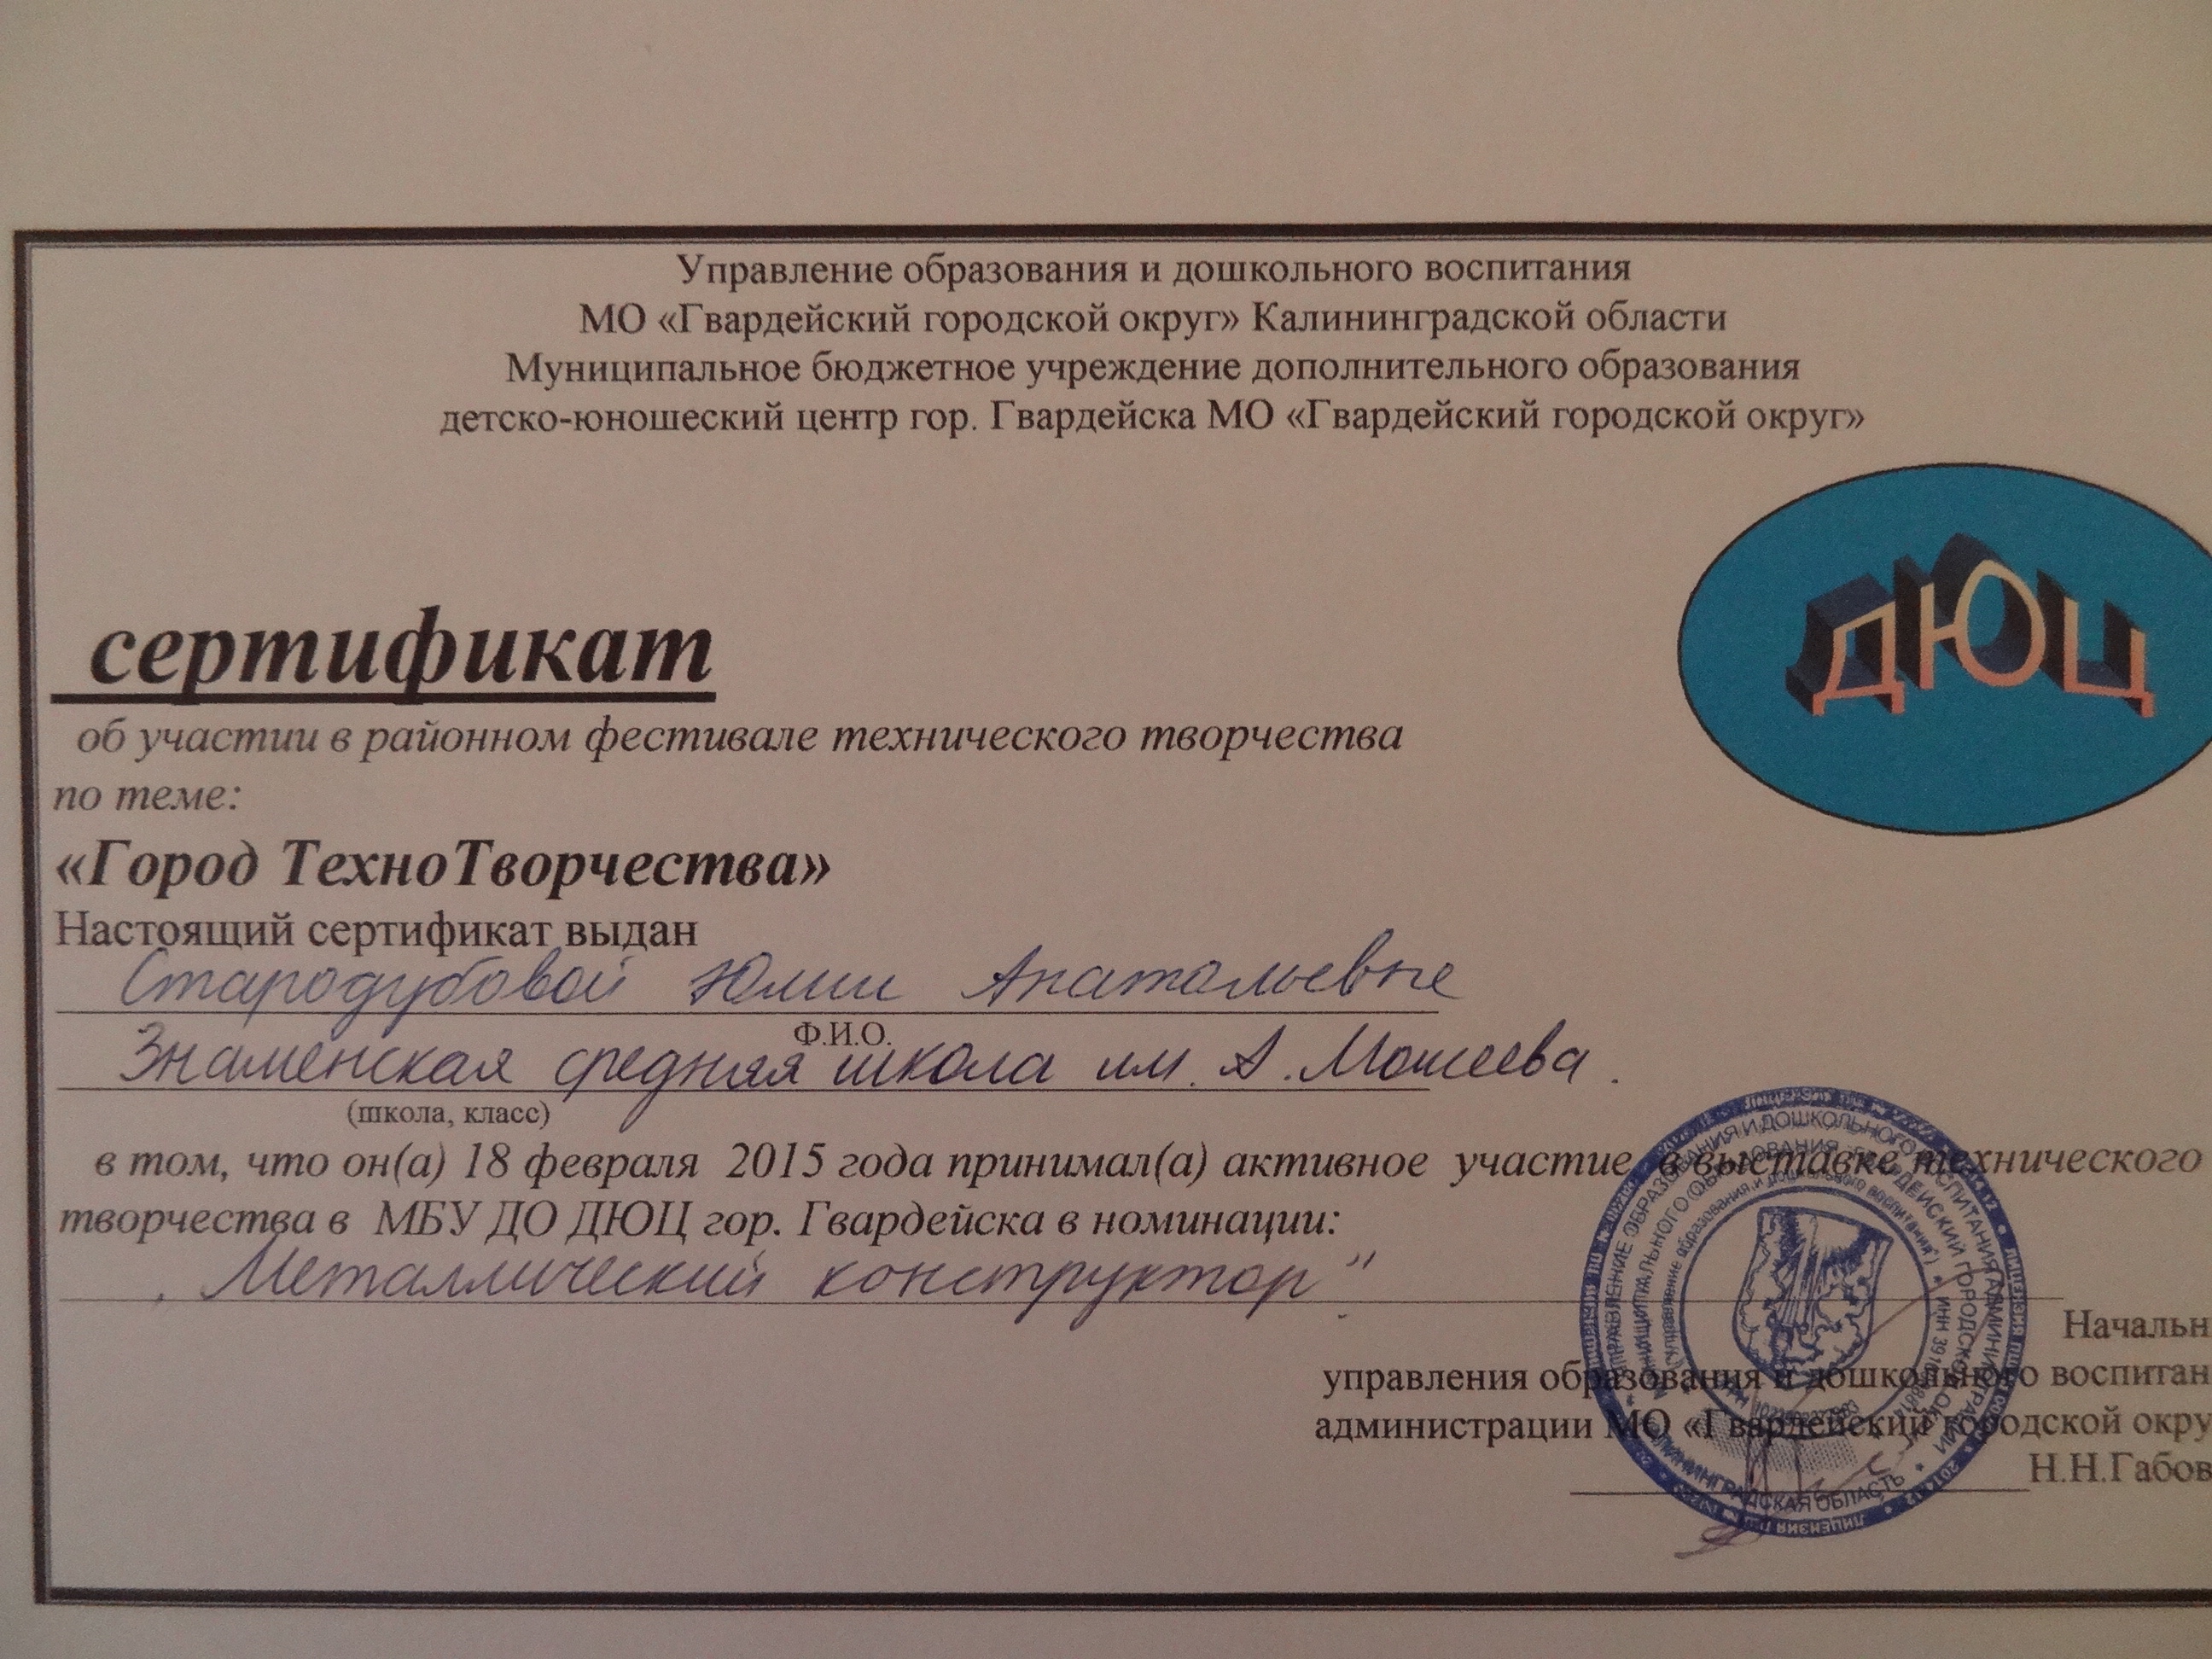 Управление образования и дошкольного воспитания
МО «Гвардейский городской округ» Калининградской области
Муниципальное бюджетное учреждение дополнительного образования
детско-юношеский центр гор. Гвардейска МО «Гвардейский городской округ»
ДЮЦ
сертификат
об участии в районном фестивале технического творчества
по теме:
«Город ТехноТворчества»
Настоящий сертификат выдан
Стародубовой Юлии Анатольевне
Ф.И.О.
Знаменская средняя школа им. А. Мосеева.
(школа, класс)
в том, что он(а) 18 февраля 2015 года принимал(а) активное участие в выставке технического
творчества в МБУ ДО ДЮЦ гор. Гвардейска в номинации:
„Металлический конструктор"
Начальн
управления образования и дошкольного воспитан
администрации МО «Гвардейский городской окру
Н.Н.Габов
КАЛИНИНГРАДСКАЯ ОБЛАСТЬ